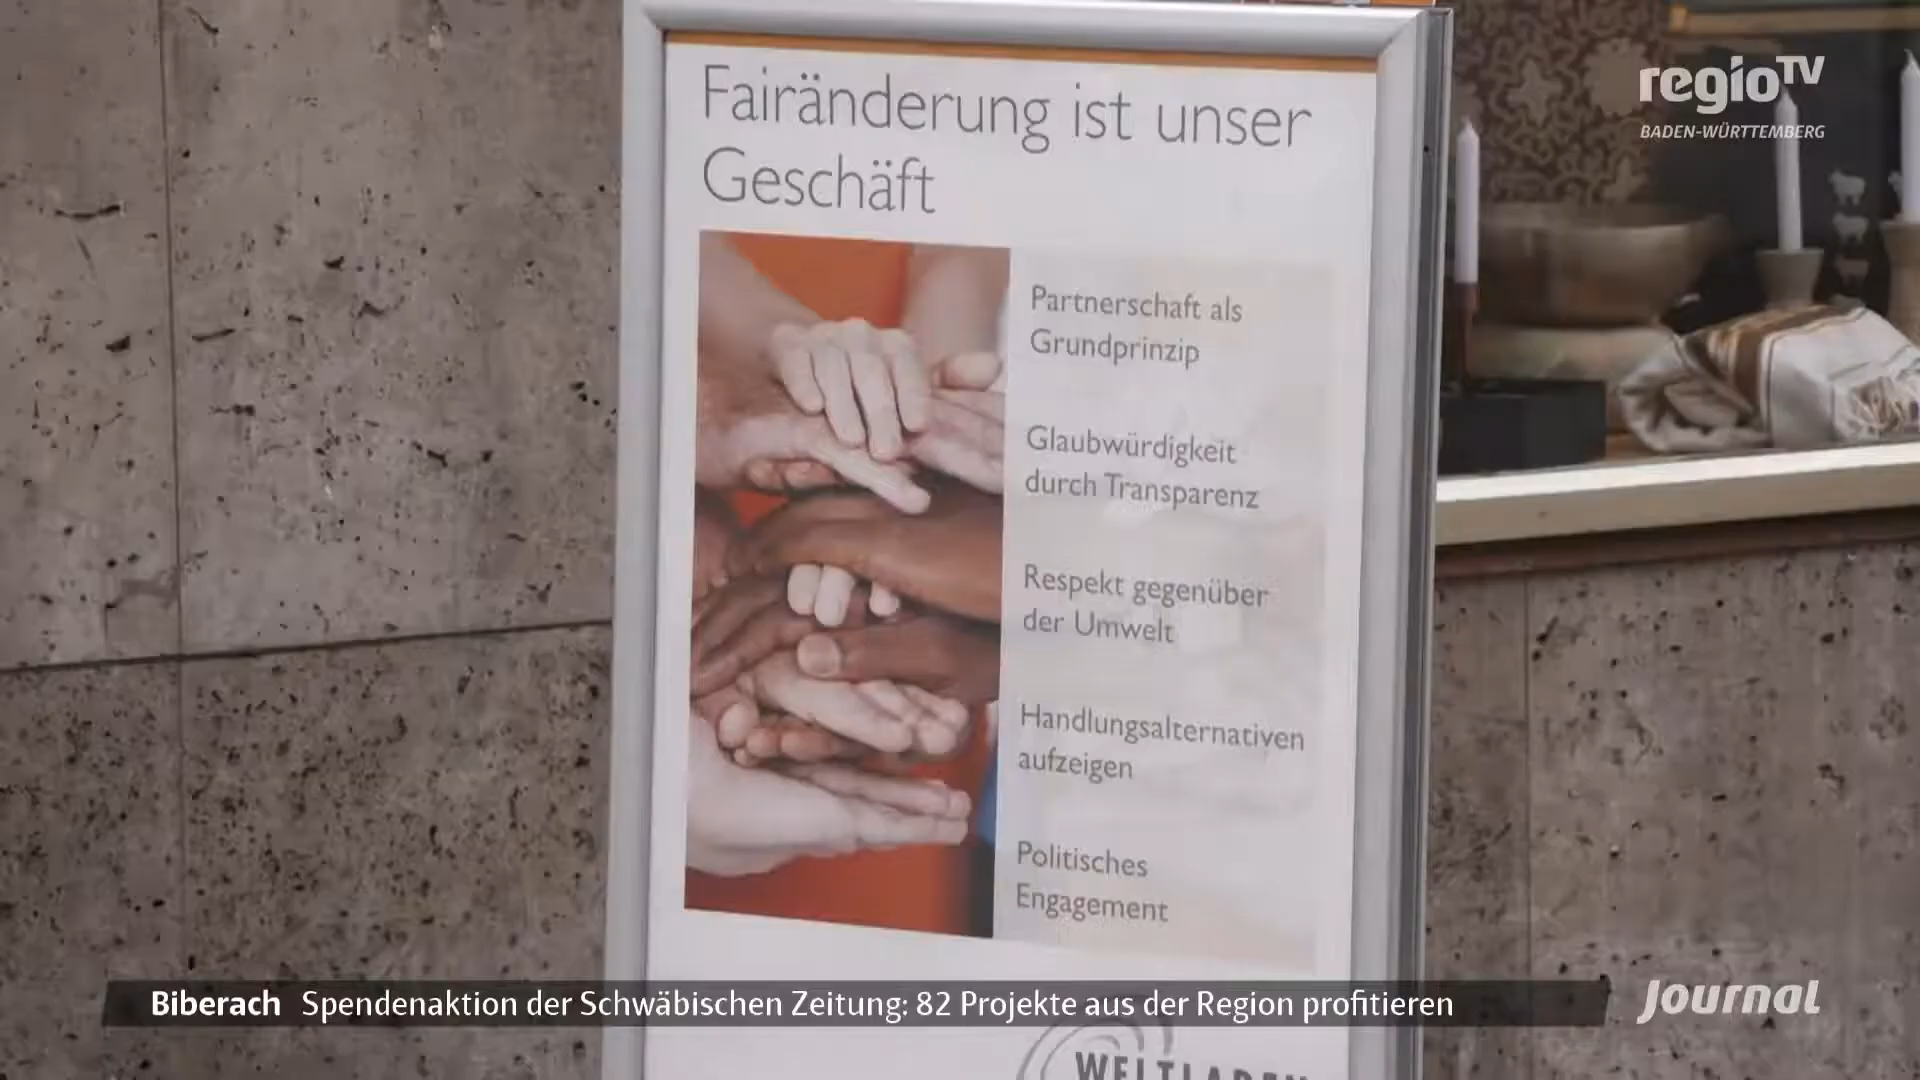 Fairänderung ist unser
Geschäft
Partnerschaft als
Grundprinzip
Glaubwürdigkeit
durch Transparenz
Respekt gegenüber
der Umwelt
Handlungsalternativen
aufzeigen
Politisches
Engagement
WELTLADEN
regioTV
BADEN-WÜRTTEMBERG
Biberach Spendenaktion der Schwäbischen Zeitung: 82 Projekte aus der Region profitieren
Journal